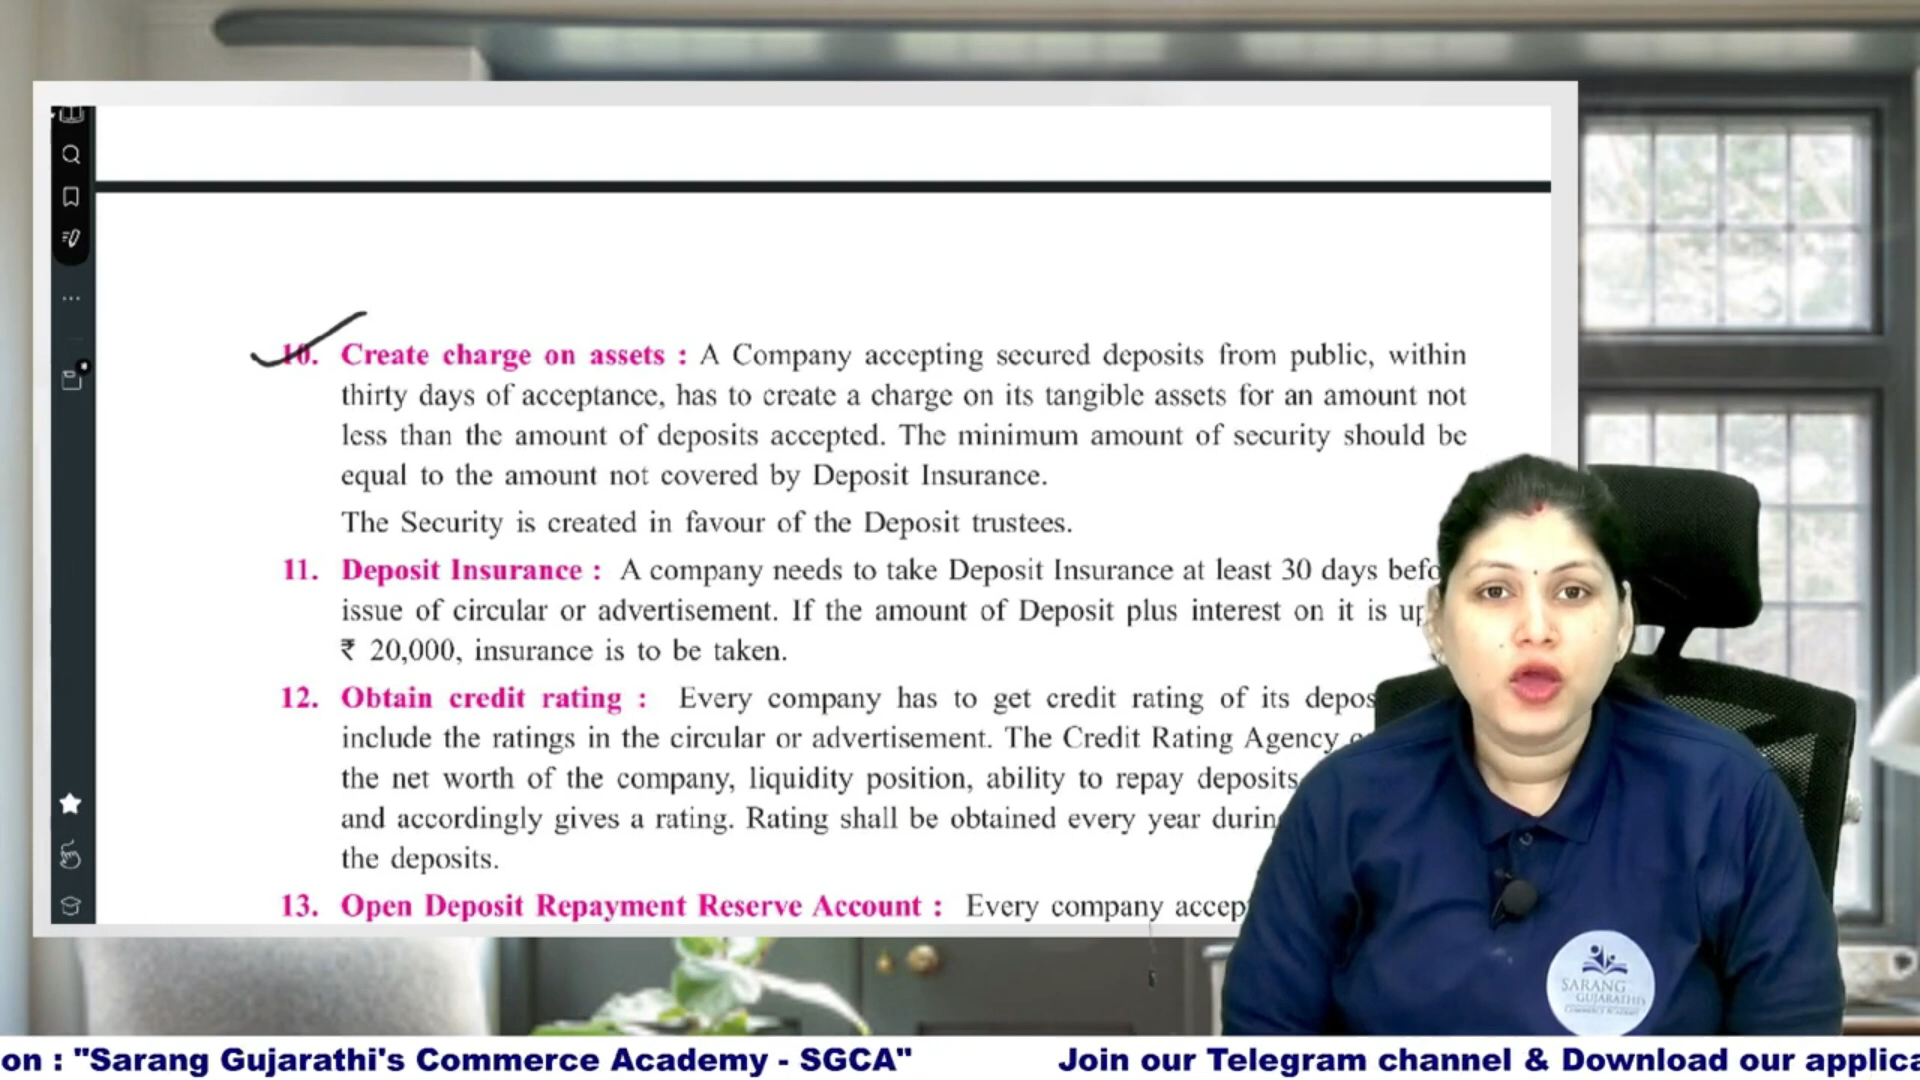 10. Create charge on assets : A Company accepting secured deposits from public, within
thirty days of acceptance, has to create a charge on its tangible assets for an amount not
less than the amount of deposits accepted. The minimum amount of security should be
equal to the amount not covered by Deposit Insurance.
The Security is created in favour of the Deposit trustees.
11. Deposit Insurance : A company needs to take Deposit Insurance at least 30 days
issue of circular or advertisement. If the amount of Deposit plus interest on it is
₹ 20,000, insurance is to be taken.
12. Obtain credit rating : Every company has to get credit rating of its
include the ratings in the circular or advertisement. The Credit Rating Agency
the net worth of the company, liquidity position, ability to repay deposits
and accordingly gives a rating. Rating shall be obtained every year
the deposits.
13. Open Deposit Repayment Reserve Account : Every company
SARANG
GUJARATHI'S
COMMERCE ACADEMY
on : "Sarang Gujarathi's Commerce Academy - SGCA" Join our Telegram channel & Download our